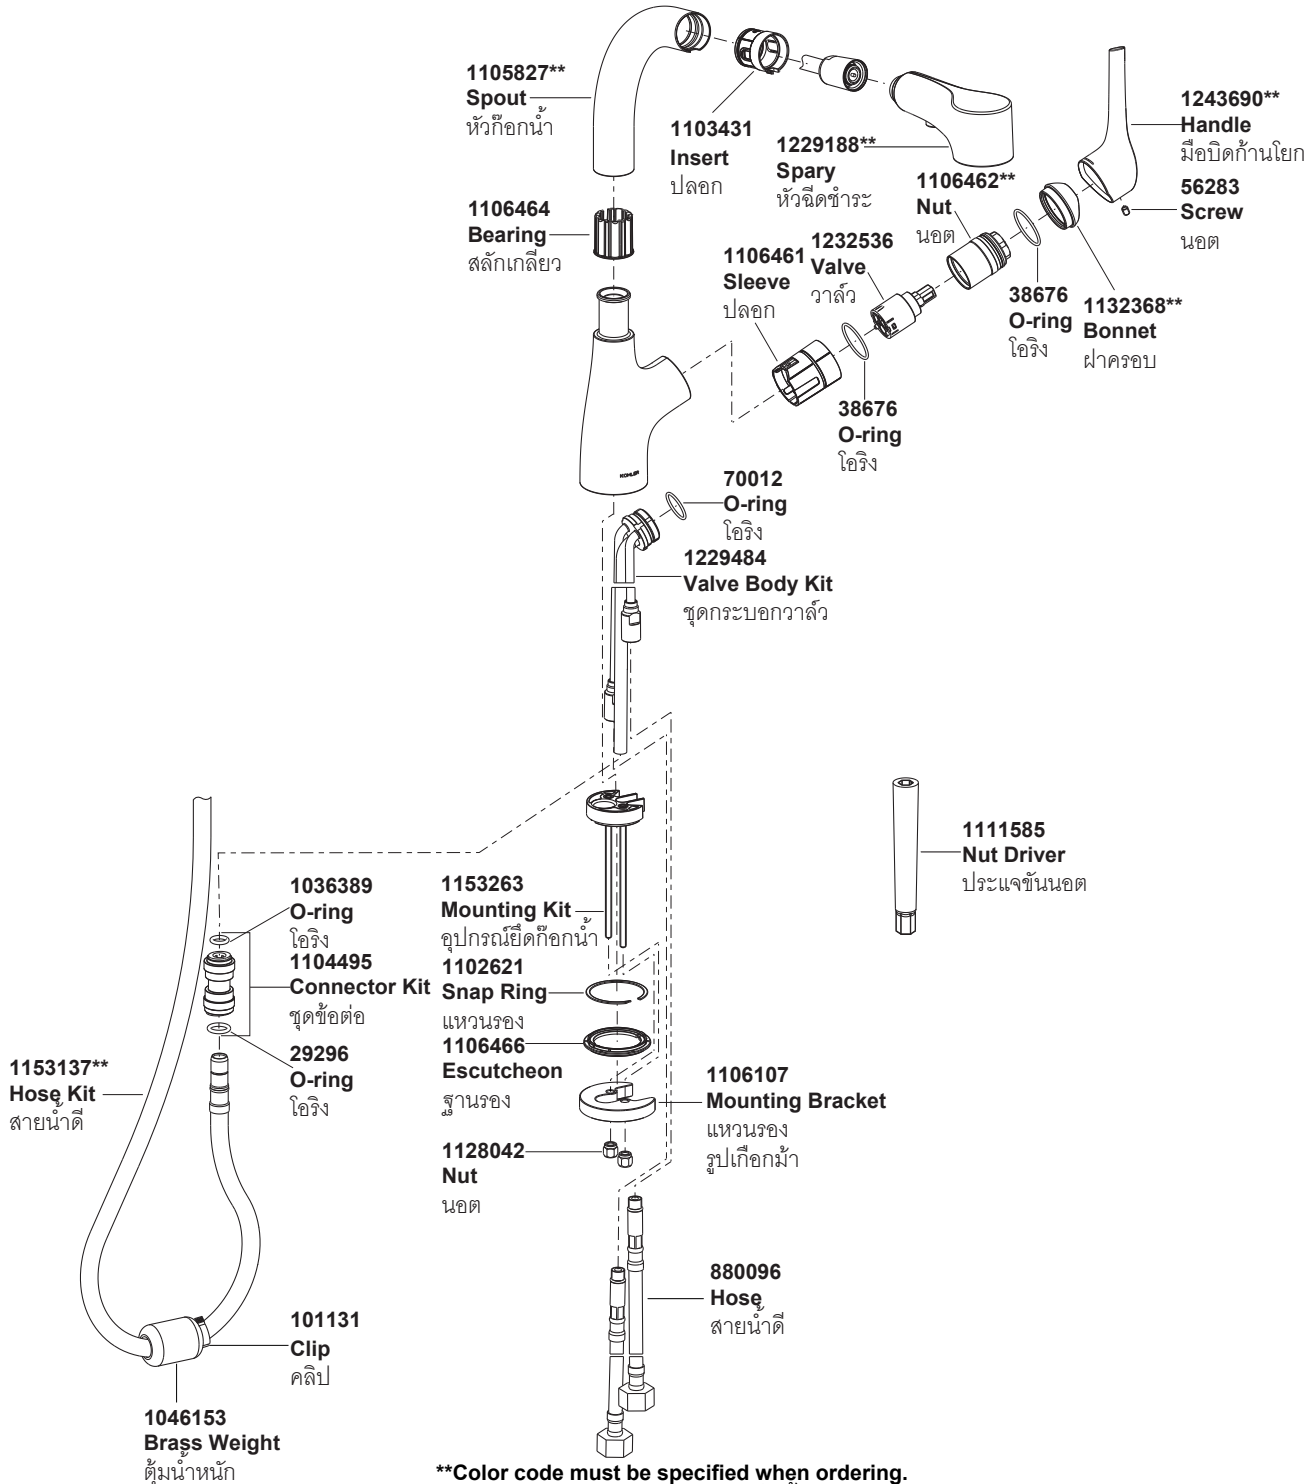 1105827**
Spout
หัวก๊อกน้ำ
1103431
Insert
ปลอก
1229188**
Spary
หัวฉีดชำระ
1243690**
Handle
มือบิดก้านโยก
56283
Screw
นอต
1106462**
Nut
นอต
1106464
Bearing
สลักเกลียว
1106461
Sleeve
ปลอก
1232536
Valve
วาล์ว
38676
O-ring
โอริง
1132368**
Bonnet
ฝาครอบ
38676
O-ring
โอริง
KOHLER
70012
O-ring
โอริง
1229484
Valve Body Kit
ชุดกระบอกวาล์ว
1111585
Nut Driver
ประแจขันนอต
1036389
O-ring
โอริง
1104495
Connector Kit
ชุดข้อต่อ
29296
O-ring
โอริง
1153263
Mounting Kit
อุปกรณ์ยึดก๊อกน้ำ
1102621
Snap Ring
แหวนรอง
1106466
Escutcheon
ฐานรอง
1153137**
Hose Kit
สายน้ำดี
1106107
Mounting Bracket
แหวนรอง
รูปเกือกม้า
1128042
Nut
นอต
880096
Hose
สายน้ำดี
101131
Clip
คลิป
1046153
Brass Weight
ตุ้มน้ำหนัก
**Color code must be specified when ordering.